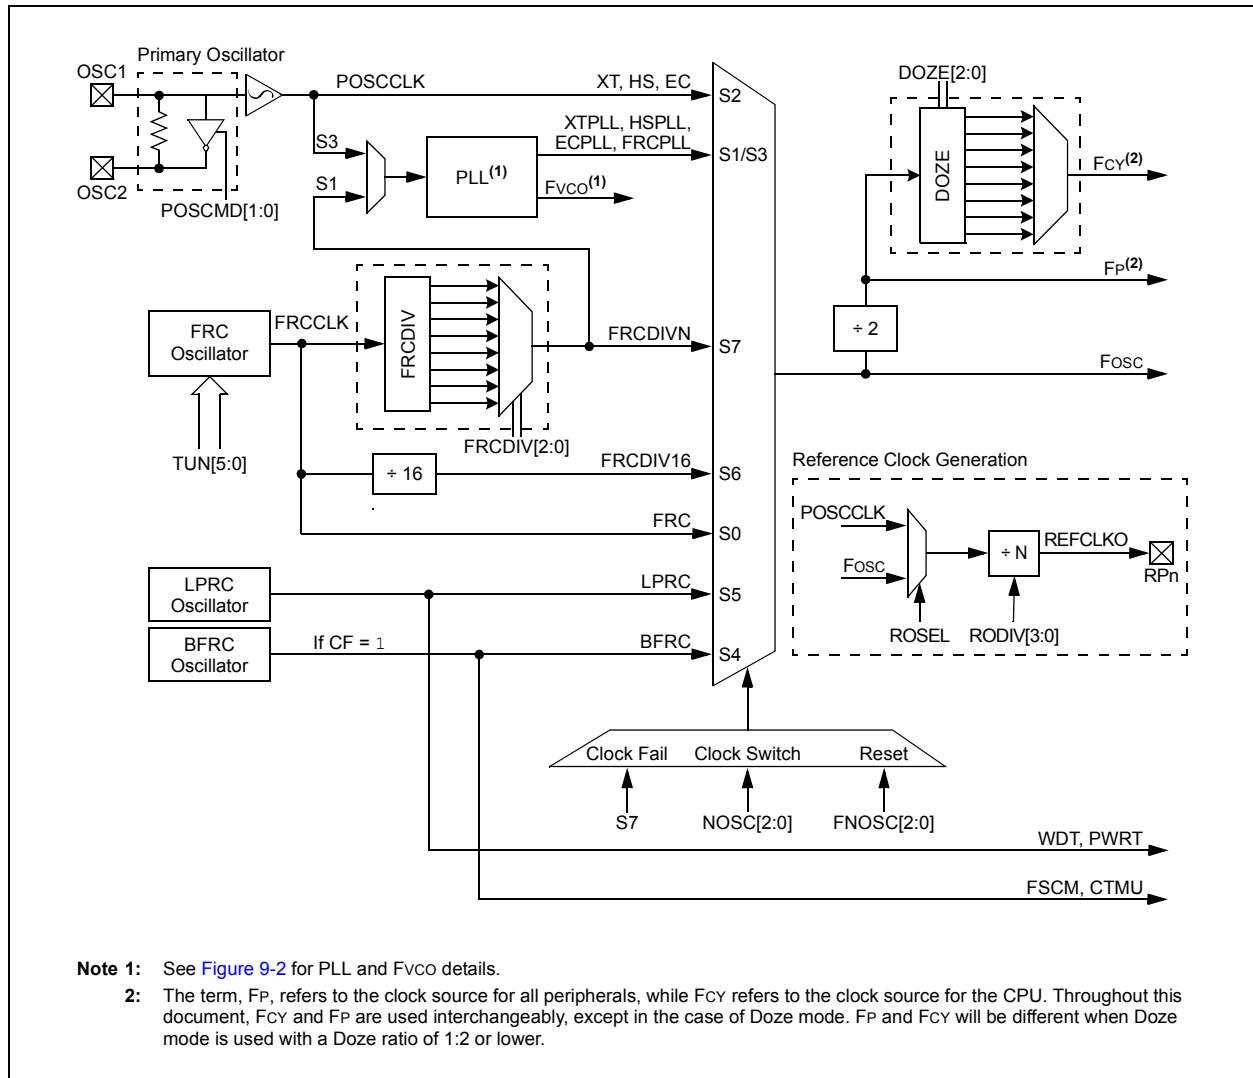 Primary Oscillator
OSC1
OSC2
POSCMD[1:0]
POSCCLK
XT, HS, EC
S2
S3
S1
PLL(1)
XTPLL, HSPLL,
ECPLL, FRCPLL
S1/S3
FVCO(1)
DOZE[2:0]
DOZE
FCY(2)
FP(2)
÷ 2
FOSC
FRC
Oscillator
FRCCLK
FRCDIV
FRCDIVN
S7
TUN[5:0]
FRCDIV[2:0]
÷ 16
FRCDIV16
S6
FRC
S0
LPRC
Oscillator
LPRC
S5
BFRC
Oscillator
If CF = 1
BFRC
S4
Reference Clock Generation
POSCCLK
FOSC
÷ N
REFCLKO
RPn
ROSEL
RODIV[3:0]
Clock Fail
Clock Switch
Reset
S7
NOSC[2:0]
FNOSC[2:0]
WDT, PWRT
FSCM, CTMU
Note 1: See Figure 9-2 for PLL and FVCO details.
2: The term, FP, refers to the clock source for all peripherals, while FCY refers to the clock source for the CPU. Throughout this
document, FCY and FP are used interchangeably, except in the case of Doze mode. FP and FCY will be different when Doze
mode is used with a Doze ratio of 1:2 or lower.